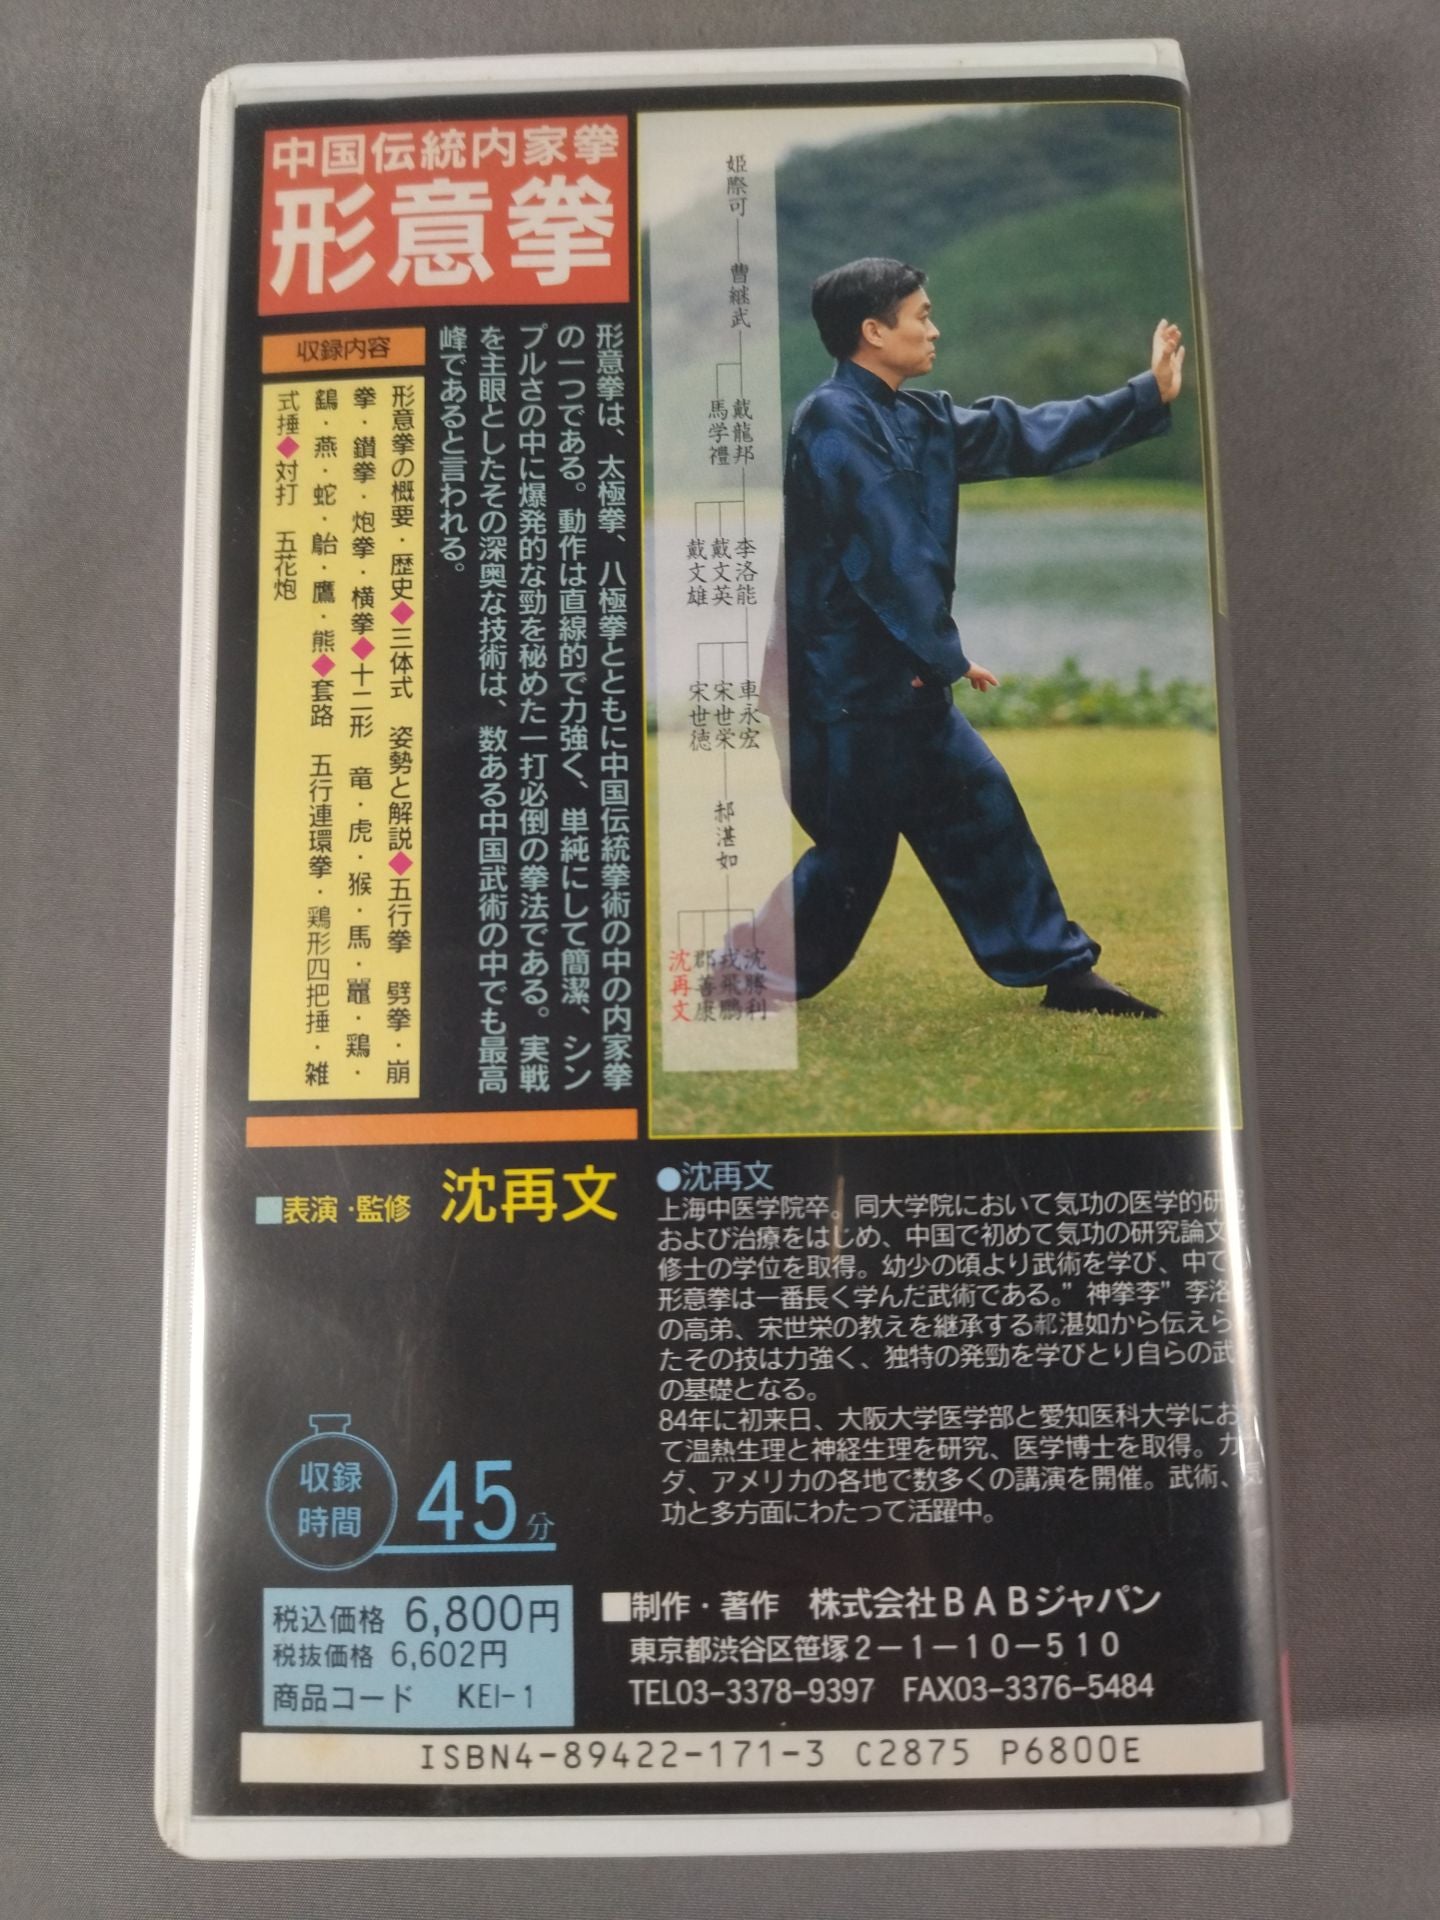 中国伝統内家拳
形意拳
形意拳は、太極拳、八極拳とともに中国伝統拳術の中の内家拳
の一つである。動作は直線的で力強く、単純にして簡潔、シン
プルさの中に爆発的な勁を秘めた一打必倒の拳法である。実戦
を主眼としたその深奥な技術は、数ある中国武術の中でも最高
峰であると言われる。
収録内容
形意拳の概要・歴史◆三体式 姿勢と解説◆五行拳 劈拳・崩
拳・鑚拳・炮拳・横拳◆十二形 竜・虎・猴・馬・鼉・鶏・
鷂・燕・蛇・鮐・鷹・熊◆套路 五行連環拳・鶏形四把捶・雑
式捶◆対打 五花炮
姫際可
曹継武
戴龍邦
馬学禮
李洛能
戴文英
戴文雄
車永宏
宋世栄
宋世徳
郝湛如
沈勝利
戎飛鵬
郡善康
沈再文
■表演・監修 沈再文
●沈再文
上海中医学院卒。同大学院において気功の医学的研究
および治療をはじめ、中国で初めて気功の研究論文で
修士の学位を取得。幼少の頃より武術を学び、中でも
形意拳は一番長く学んだ武術である。”神拳李”李洛能
の高弟、宋世栄の教えを継承する郝湛如から伝えられ
たその技は力強く、独特の発勁を学びとり自らの武
の基礎となる。
84年に初来日、大阪大学医学部と愛知医科大学にお
て温熱生理と神経生理を研究、医学博士を取得。カナ
ダ、アメリカの各地で数多くの講演を開催。武術、気
功と多方面にわたって活躍中。
収録
時間
45分
税込価格 6,800円
税抜価格 6,602円
商品コード KEI-1
■制作・著作 株式会社BABジャパン
東京都渋谷区笹塚2-1-10-510
TEL03-3378-9397 FAX03-3376-5484
ISBN4-89422-171-3 C2875 P6800E